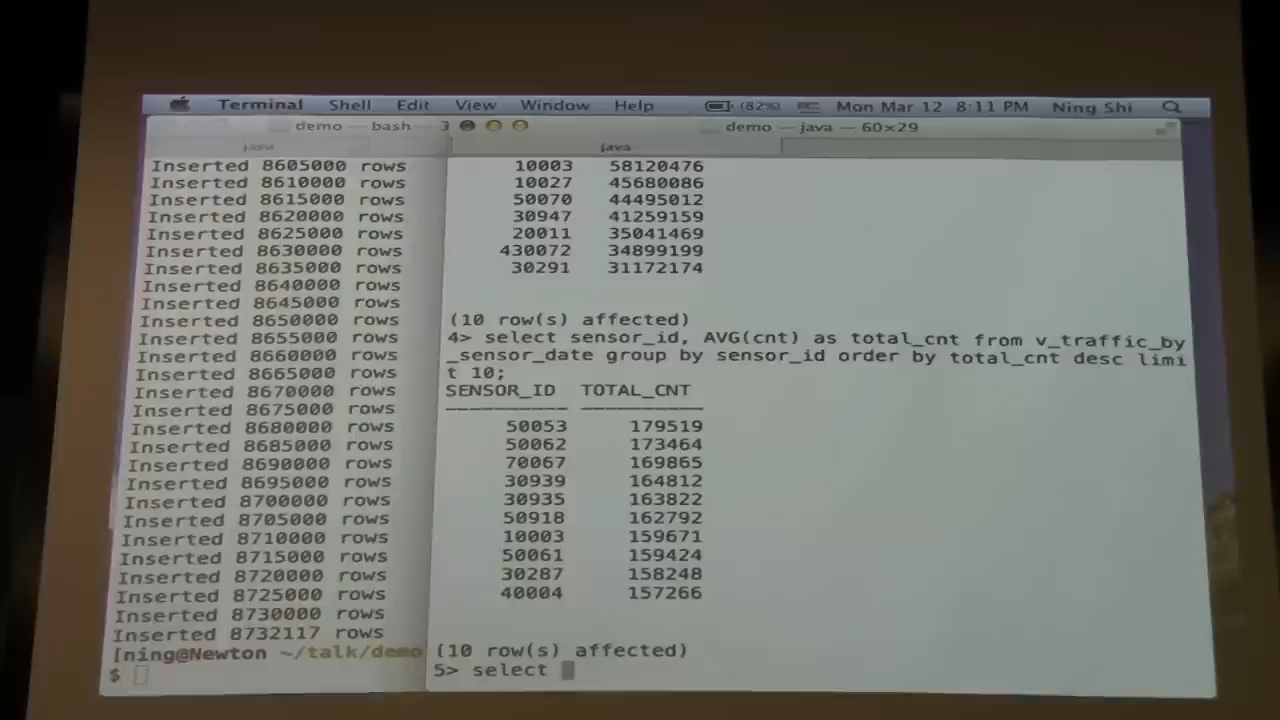 Terminal Shell Edit View Window Help (82%) Mon Mar 12 8:11 PM Ning Shi
demo — bash — 3
java
Inserted 8605000 rows
Inserted 8610000 rows
Inserted 8615000 rows
Inserted 8620000 rows
Inserted 8625000 rows
Inserted 8630000 rows
Inserted 8635000 rows
Inserted 8640000 rows
Inserted 8645000 rows
Inserted 8650000 rows
Inserted 8655000 rows
Inserted 8660000 rows
Inserted 8665000 rows
Inserted 8670000 rows
Inserted 8675000 rows
Inserted 8680000 rows
Inserted 8685000 rows
Inserted 8690000 rows
Inserted 8695000 rows
Inserted 8700000 rows
Inserted 8705000 rows
Inserted 8710000 rows
Inserted 8715000 rows
Inserted 8720000 rows
Inserted 8725000 rows
Inserted 8730000 rows
Inserted 8732117 rows
[ning@Newton ~/talk/demo
$
demo — java — 60×29
java
10003 58120476
10027 45680086
50070 44495012
30947 41259159
20011 35041469
430072 34899199
30291 31172174
(10 row(s) affected)
4> select sensor_id, AVG(cnt) as total_cnt from v_traffic_by
_sensor_date group by sensor_id order by total_cnt desc limi
t 10;
SENSOR_ID TOTAL_CNT
---------- ----------
50053 179519
50062 173464
70067 169865
30939 164812
30935 163822
50918 162792
10003 159671
50061 159424
30287 158248
40004 157266
(10 row(s) affected)
5> select